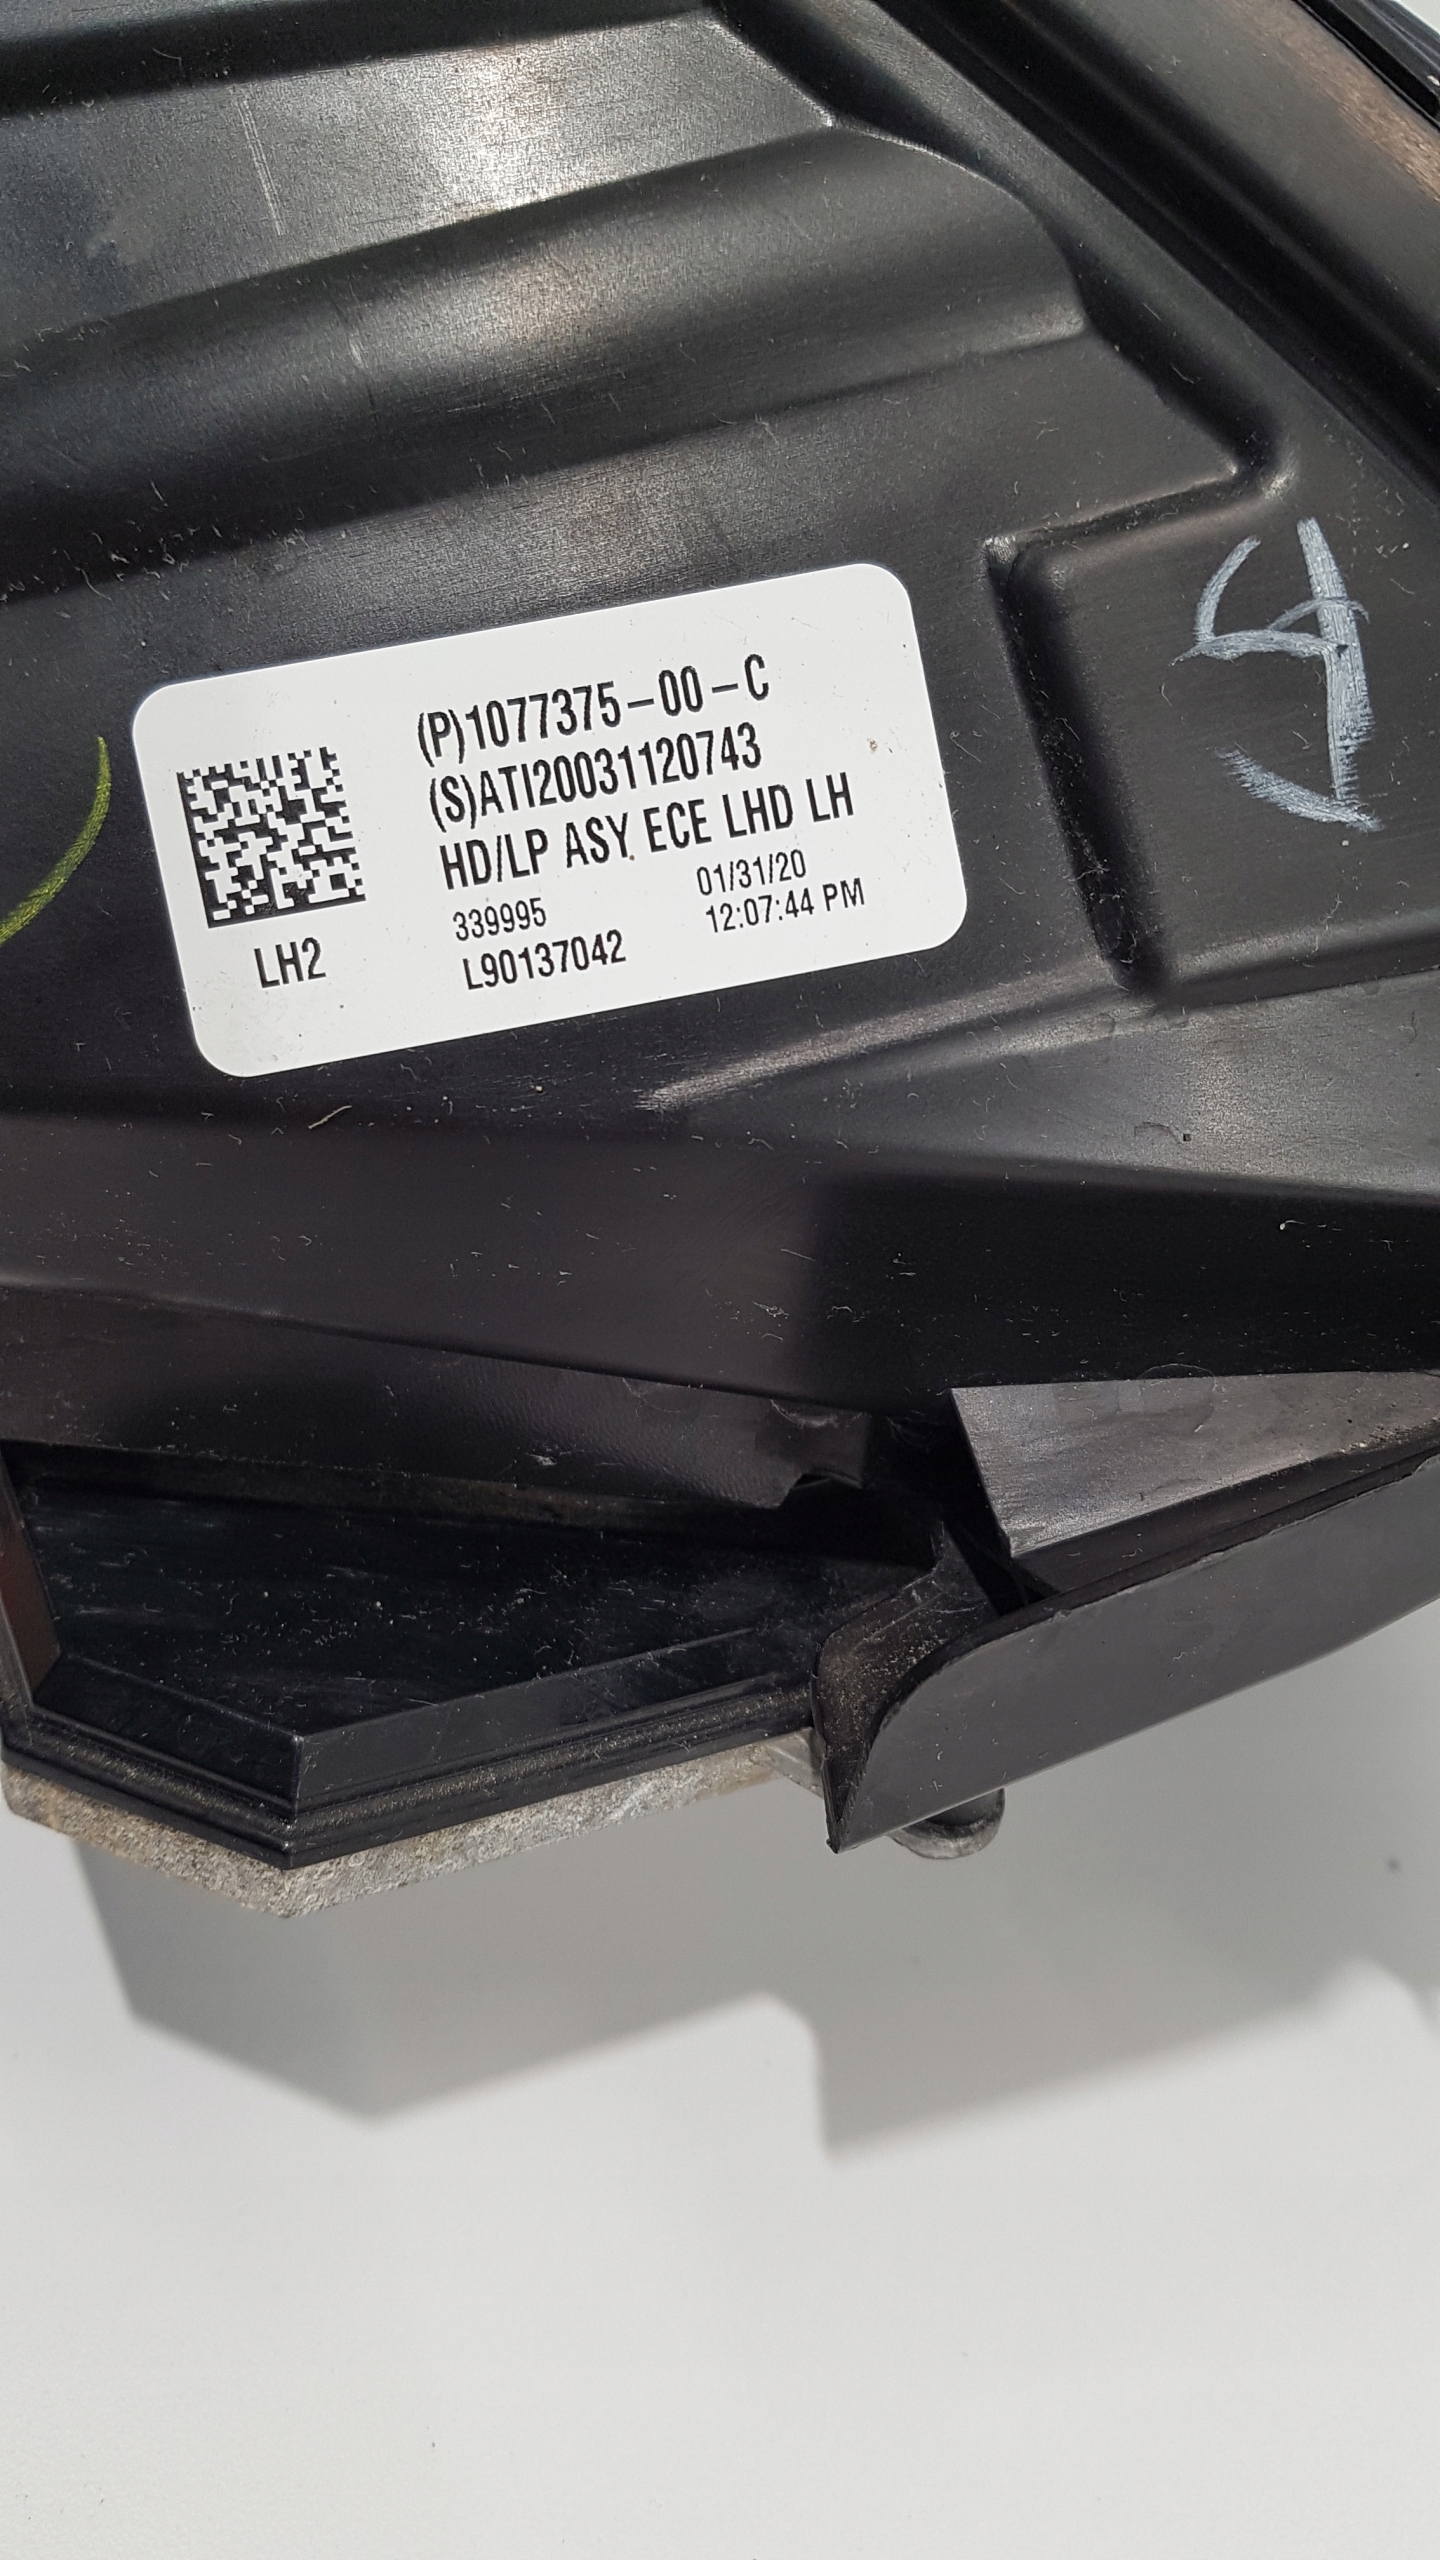 (P)1077375-00-C
(S)ATI20031120743
HD/LP ASY ECE LHD LH
339995 01/31/20
L90137042 12:07:44 PM
LH2